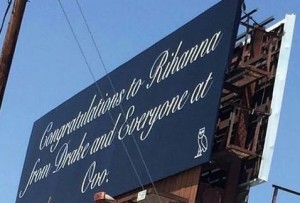 Congratulations to Rihanna
from Drake and Everyone at
Ovo.